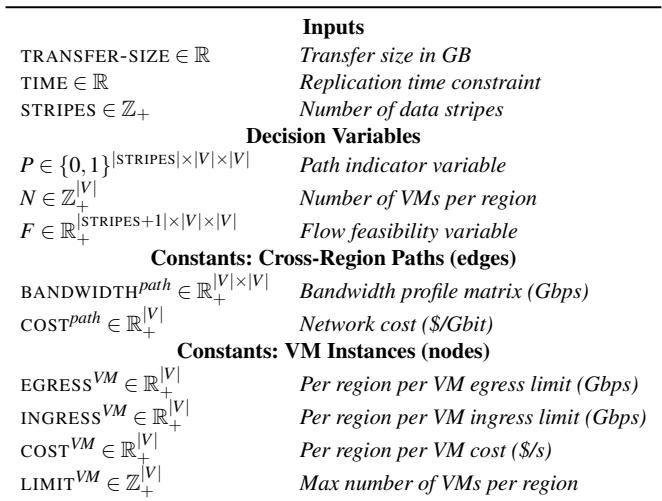 Inputs
TRANSFER-SIZE ∈ ℝ Transfer size in GB
TIME ∈ ℝ Replication time constraint
STRIPES ∈ ℤ₊ Number of data stripes
Decision Variables
P ∈ {0,1}^{|STRIPES|×|V|×|V|} Path indicator variable
N ∈ ℤ₊^{|V|} Number of VMs per region
F ∈ ℝ₊^{|STRIPES+1|×|V|×|V|} Flow feasibility variable
Constants: Cross-Region Paths (edges)
BANDWIDTH^{path} ∈ ℝ₊^{|V|×|V|} Bandwidth profile matrix (Gbps)
COST^{path} ∈ ℝ₊^{|V|} Network cost ($/Gbit)
Constants: VM Instances (nodes)
EGRESS^{VM} ∈ ℝ₊^{|V|} Per region per VM egress limit (Gbps)
INGRESS^{VM} ∈ ℝ₊^{|V|} Per region per VM ingress limit (Gbps)
COST^{VM} ∈ ℝ₊^{|V|} Per region per VM cost ($/s)
LIMIT^{VM} ∈ ℤ₊^{|V|} Max number of VMs per region